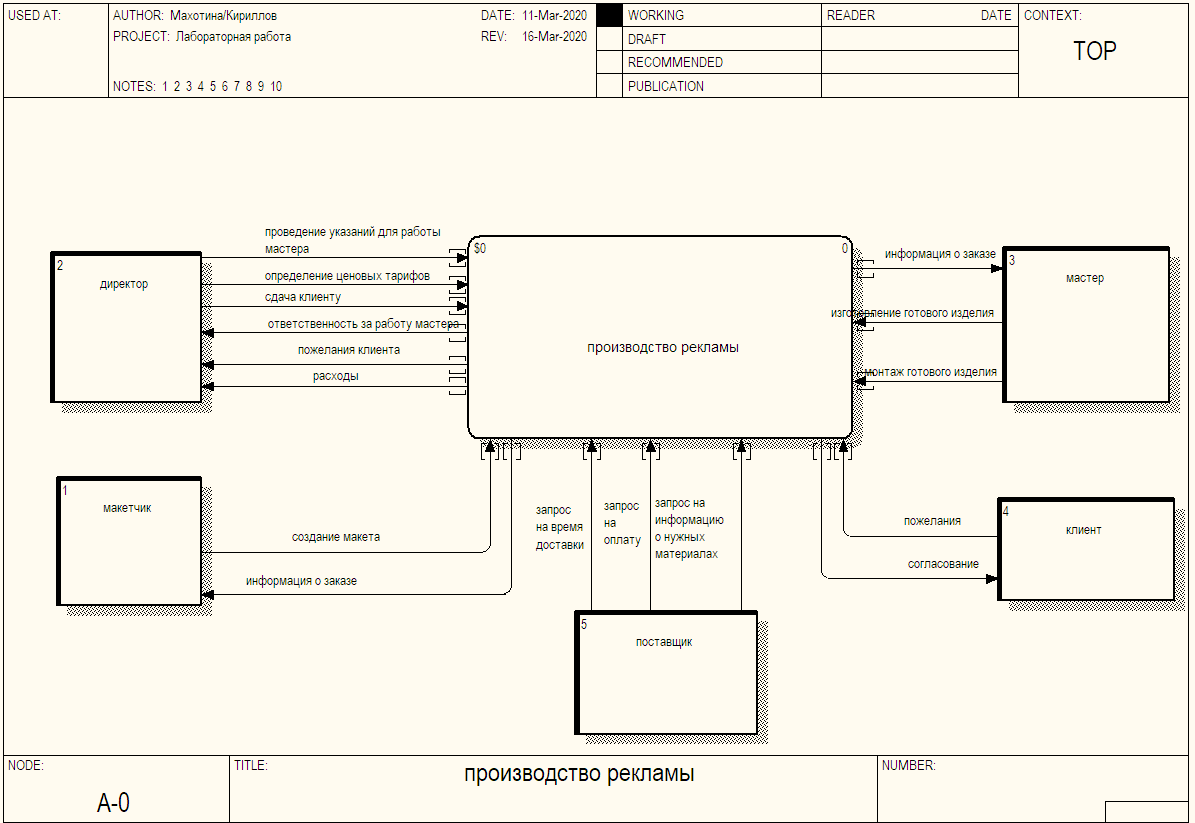 USED AT:
AUTHOR: Махотина/Кириллов
DATE: 11-Mar-2020
PROJECT: Лабораторная работа
REV: 16-Mar-2020
NOTES: 1 2 3 4 5 6 7 8 9 10
WORKING
DRAFT
RECOMMENDED
PUBLICATION
READER
DATE
CONTEXT:
TOP
проведение указаний для работы
мастера
определение ценовых тарифов
сдача клиенту
ответственность за работу мастера
пожелания клиента
расходы
2
директор
$0
0
производство рекламы
информация о заказе
изготовление готового изделия
монтаж готового изделия
3
мастер
1
макетчик
создание макета
информация о заказе
запрос
на время
доставки
запрос
на
оплату
запрос на
информацию
о нужных
материалах
пожелания
согласование
4
клиент
5
поставщик
NODE:
A-0
TITLE:
производство рекламы
NUMBER: